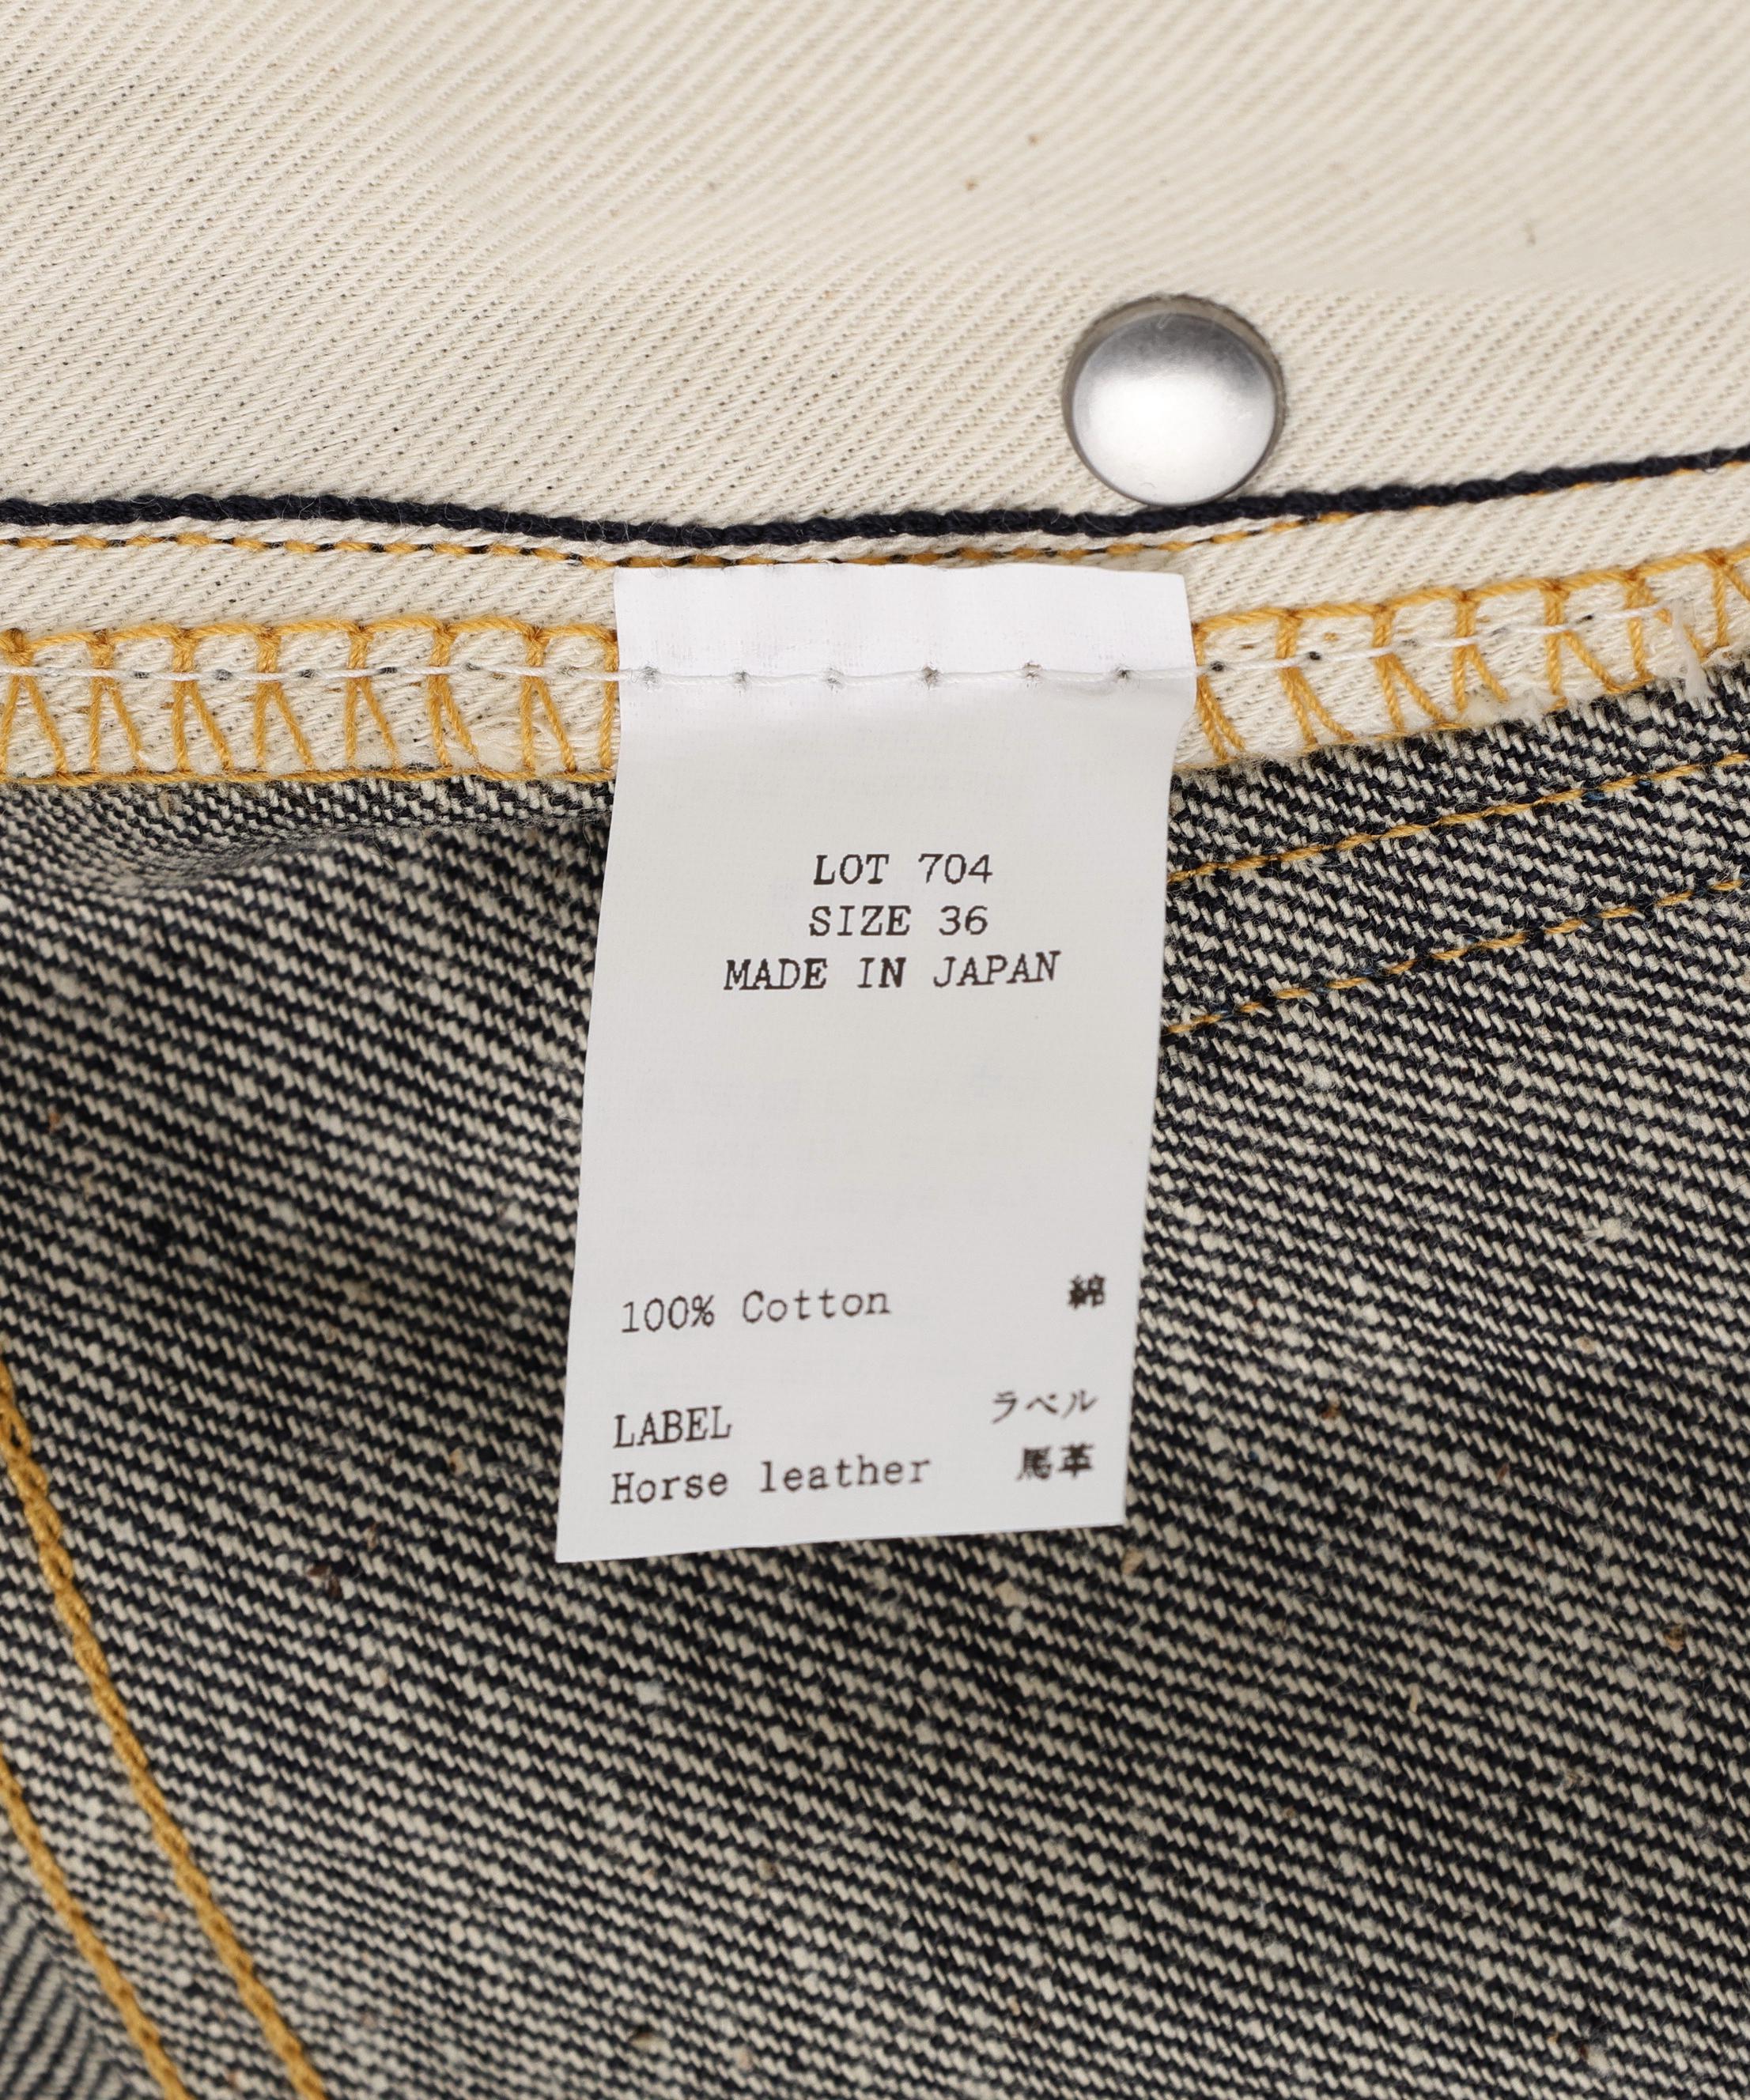 LOT 704
SIZE 36
MADE IN JAPAN
100% Cotton 綿
LABEL ラベル
Horse leather 馬革